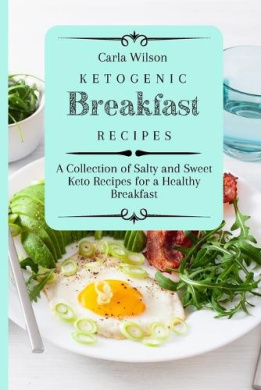 Carla Wilson
KETOGENIC
Breakfast
RECIPES
A Collection of Salty and Sweet
Keto Recipes for a Healthy
Breakfast